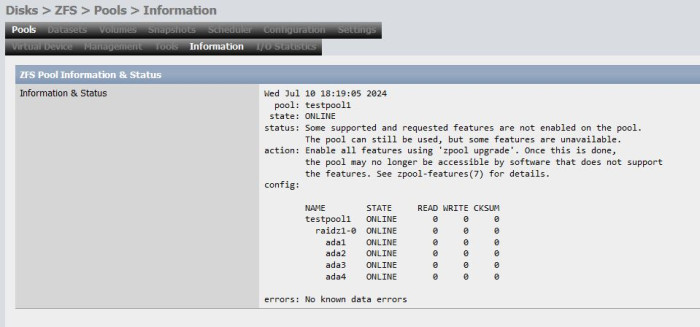 Disks > ZFS > Pools > Information
Pools Datasets Volumes Snapshots Scheduler Configuration Settings
Virtual Device Management Tools Information I/O Statistics
ZFS Pool Information & Status
Information & Status
Wed Jul 10 18:19:05 2024
pool: testpool1
state: ONLINE
status: Some supported and requested features are not enabled on the pool.
The pool can still be used, but some features are unavailable.
action: Enable all features using 'zpool upgrade'. Once this is done,
the pool may no longer be accessible by software that does not support
the features. See zpool-features(7) for details.
config:
NAME STATE READ WRITE CKSUM
testpool1 ONLINE 0 0 0
raidz1-0 ONLINE 0 0 0
ada1 ONLINE 0 0 0
ada2 ONLINE 0 0 0
ada3 ONLINE 0 0 0
ada4 ONLINE 0 0 0
errors: No known data errors